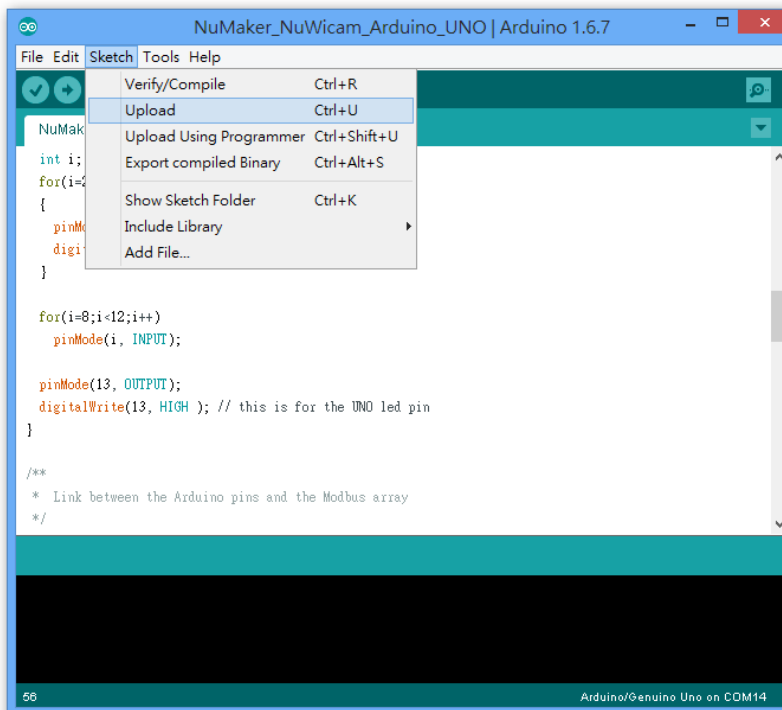 NuMaker_NuWicam_Arduino_UNO | Arduino 1.6.7
File Edit Sketch Tools Help
Verify/Compile Ctrl+R
Upload Ctrl+U
Upload Using Programmer Ctrl+Shift+U
Export compiled Binary Ctrl+Alt+S
Show Sketch Folder Ctrl+K
Include Library
Add File...
NuMak
int i;
for(i=2
{
pinMo
digi
}
for(i=8;i<12;i++)
pinMode(i, INPUT);
pinMode(13, OUTPUT);
digitalWrite(13, HIGH ); // this is for the UNO led pin
}
/**
* Link between the Arduino pins and the Modbus array
*/
56 Arduino/Genuino Uno on COM14